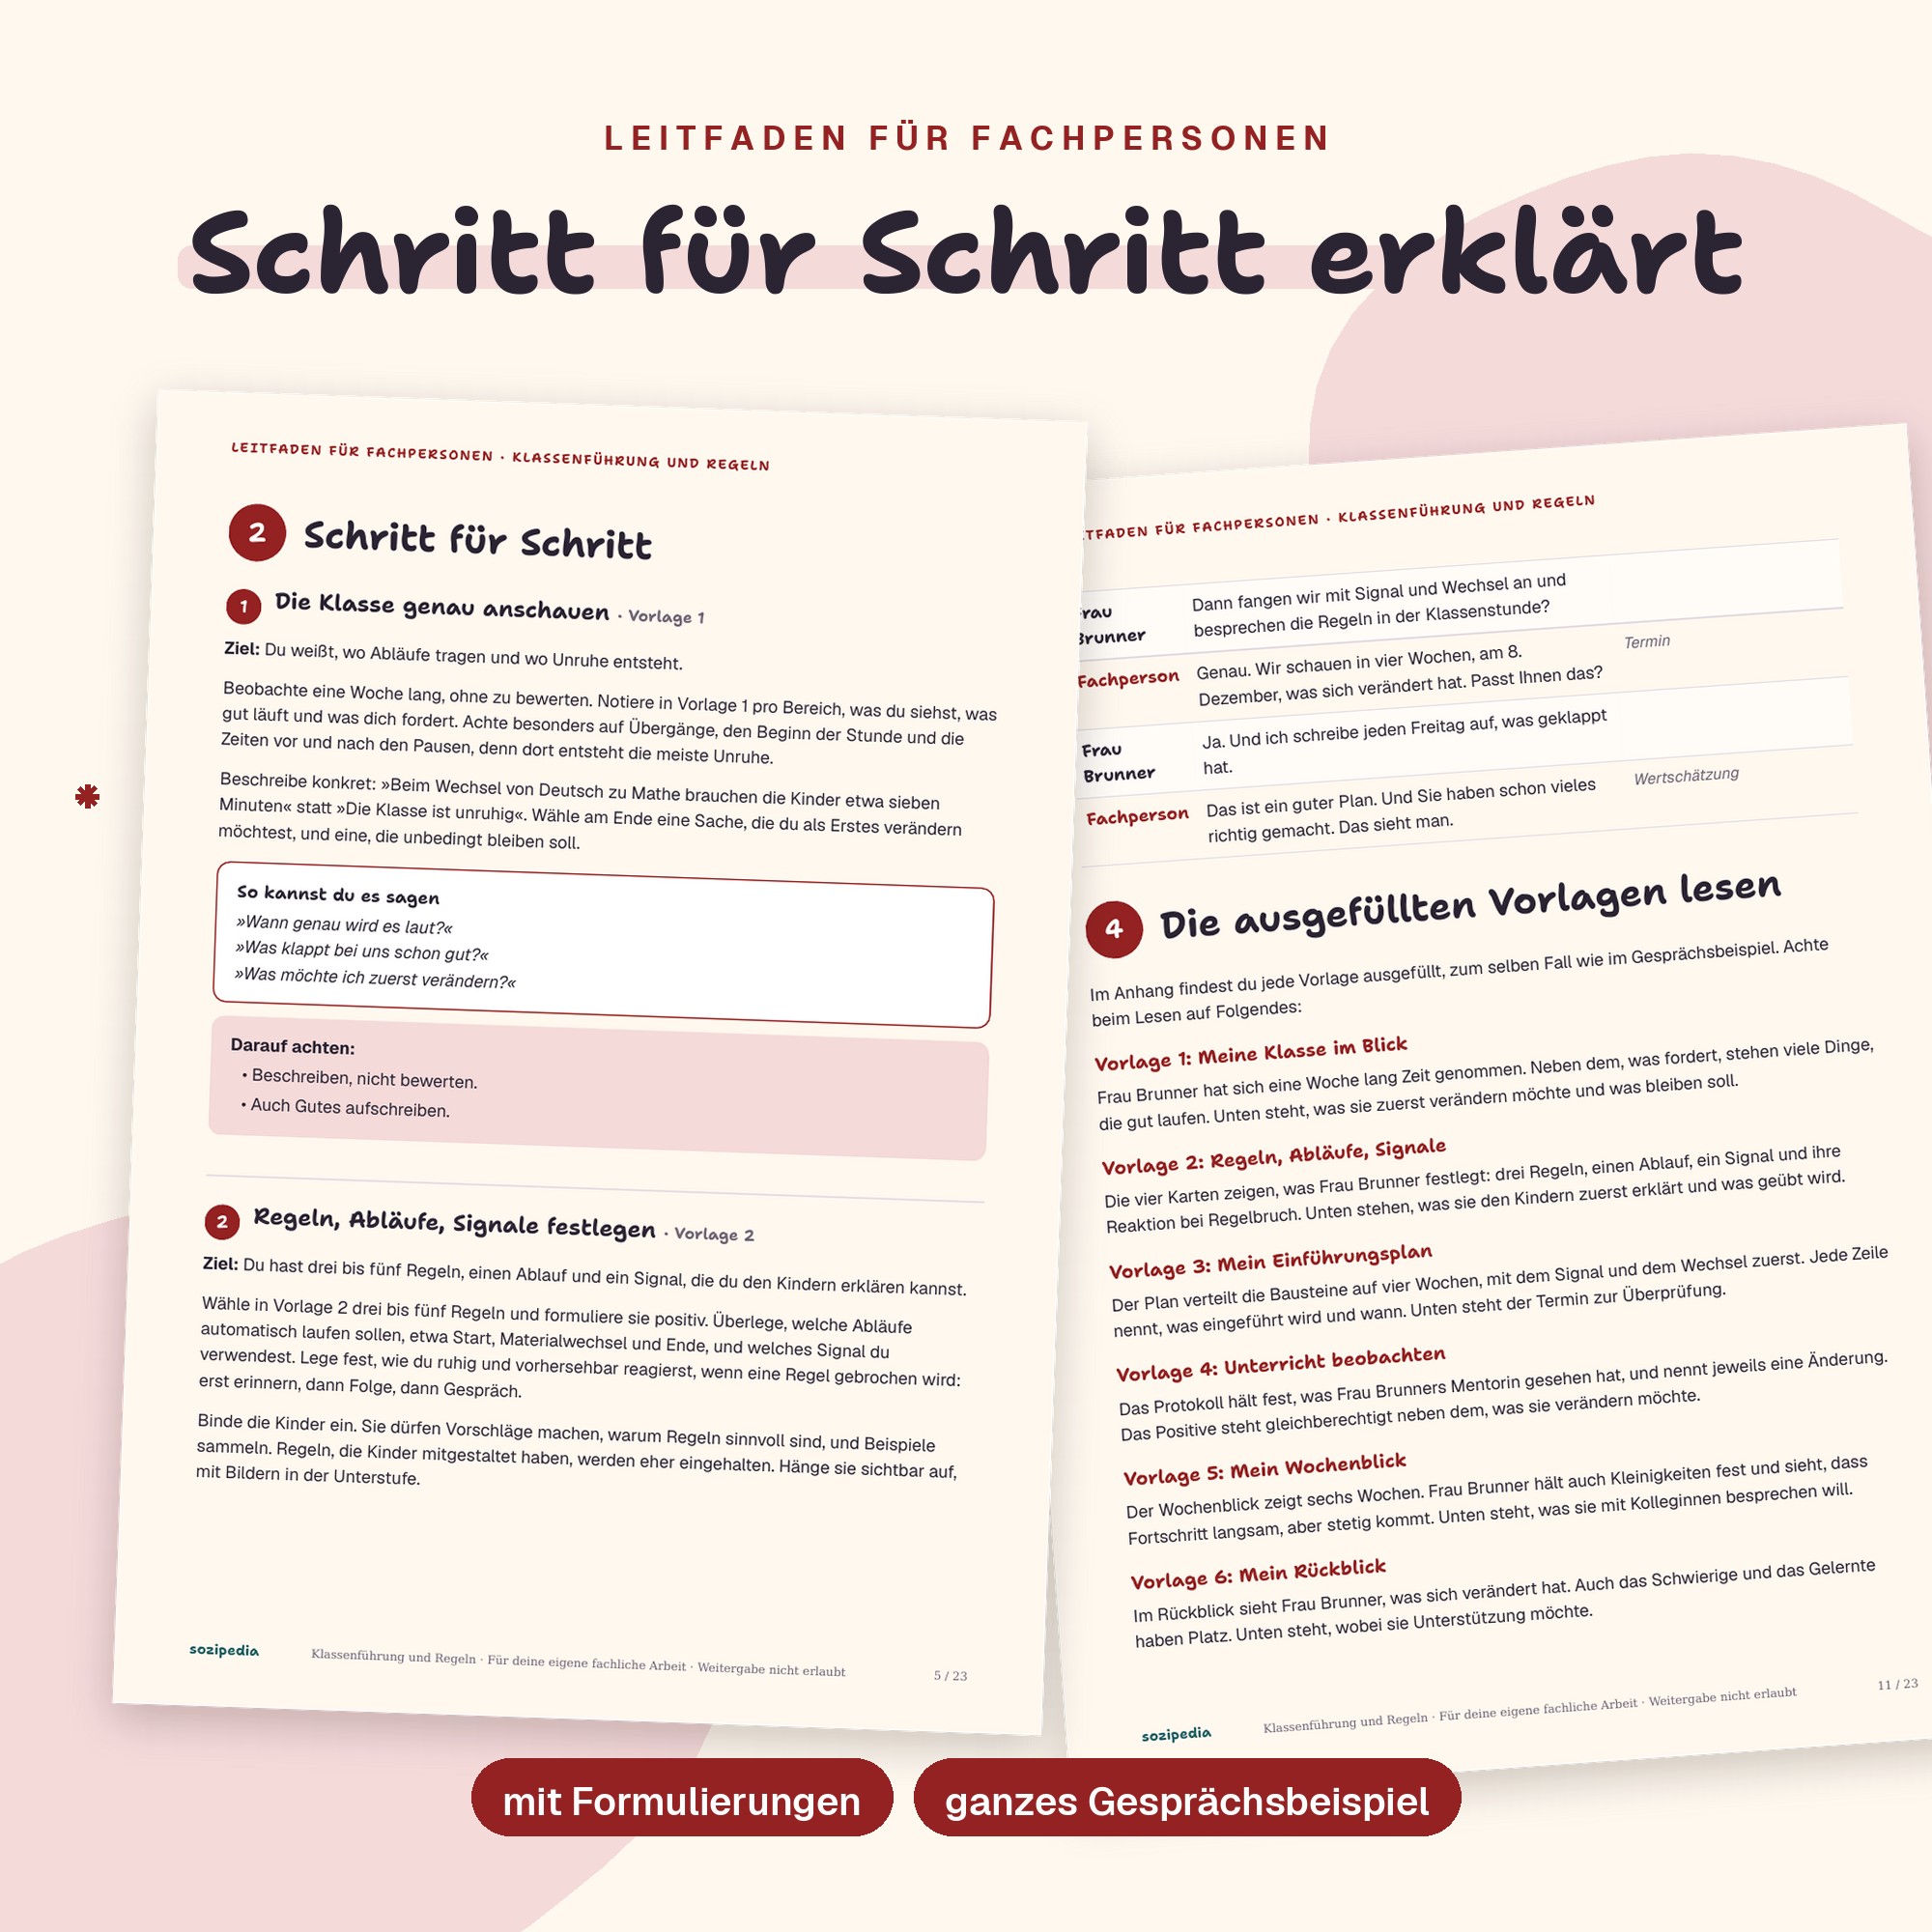 LEITFADEN FÜR FACHPERSONEN
Schritt für Schritt erklärt
LEITFADEN FÜR FACHPERSONEN · KLASSENFÜHRUNG UND REGELN
2 Schritt für Schritt
1 Die Klasse genau anschauen · Vorlage 1
Ziel: Du weißt, wo Abläufe tragen und wo Unruhe entsteht.
Beobachte eine Woche lang, ohne zu bewerten. Notiere in Vorlage 1 pro Bereich, was du siehst, was
gut läuft und was dich fordert. Achte besonders auf Übergänge, den Beginn der Stunde und die
Zeiten vor und nach den Pausen, denn dort entsteht die meiste Unruhe.
Beschreibe konkret: »Beim Wechsel von Deutsch zu Mathe brauchen die Kinder etwa sieben
Minuten« statt »Die Klasse ist unruhig«. Wähle am Ende eine Sache, die du als Erstes verändern
möchtest, und eine, die unbedingt bleiben soll.
So kannst du es sagen
»Wann genau wird es laut?«
»Was klappt bei uns schon gut?«
»Was möchte ich zuerst verändern?«
Darauf achten:
• Beschreiben, nicht bewerten.
• Auch Gutes aufschreiben.
2 Regeln, Abläufe, Signale festlegen · Vorlage 2
Ziel: Du hast drei bis fünf Regeln, einen Ablauf und ein Signal, die du den Kindern erklären kannst.
Wähle in Vorlage 2 drei bis fünf Regeln und formuliere sie positiv. Überlege, welche Abläufe
automatisch laufen sollen, etwa Start, Materialwechsel und Ende, und welches Signal du
verwendest. Lege fest, wie du ruhig und vorhersehbar reagierst, wenn eine Regel gebrochen wird:
erst erinnern, dann Folge, dann Gespräch.
Binde die Kinder ein. Sie dürfen Vorschläge machen, warum Regeln sinnvoll sind, und Beispiele
sammeln. Regeln, die Kinder mitgestaltet haben, werden eher eingehalten. Hänge sie sichtbar auf,
mit Bildern in der Unterstufe.
sozipedia Klassenführung und Regeln · Für deine eigene fachliche Arbeit · Weitergabe nicht erlaubt 5 / 23
FÜR FACHPERSONEN · KLASSENFÜHRUNG UND REGELN
Frau Brunner Dann fangen wir mit Signal und Wechsel an und
besprechen die Regeln in der Klassenstunde?
Fachperson Genau. Wir schauen in vier Wochen, am 8. Termin
Dezember, was sich verändert hat. Passt Ihnen das?
Frau Brunner Ja. Und ich schreibe jeden Freitag auf, was geklappt
hat.
Fachperson Das ist ein guter Plan. Und Sie haben schon vieles Wertschätzung
richtig gemacht. Das sieht man.
4 Die ausgefüllten Vorlagen lesen
Im Anhang findest du jede Vorlage ausgefüllt, zum selben Fall wie im Gesprächsbeispiel. Achte
beim Lesen auf Folgendes:
Vorlage 1: Meine Klasse im Blick
Frau Brunner hat sich eine Woche lang Zeit genommen. Neben dem, was fordert, stehen viele Dinge,
die gut laufen. Unten steht, was sie zuerst verändern möchte und was bleiben soll.
Vorlage 2: Regeln, Abläufe, Signale
Die vier Karten zeigen, was Frau Brunner festlegt: drei Regeln, einen Ablauf, ein Signal und ihre
Reaktion bei Regelbruch. Unten stehen, was sie den Kindern zuerst erklärt und was geübt wird.
Vorlage 3: Mein Einführungsplan
Der Plan verteilt die Bausteine auf vier Wochen, mit dem Signal und dem Wechsel zuerst. Jede Zeile
nennt, was eingeführt wird und wann. Unten steht der Termin zur Überprüfung.
Vorlage 4: Unterricht beobachten
Das Protokoll hält fest, was Frau Brunners Mentorin gesehen hat, und nennt jeweils eine Änderung.
Das Positive steht gleichberechtigt neben dem, was sie verändern möchte.
Vorlage 5: Mein Wochenblick
Der Wochenblick zeigt sechs Wochen. Frau Brunner hält auch Kleinigkeiten fest und sieht, dass
Fortschritt langsam, aber stetig kommt. Unten steht, was sie mit Kolleginnen besprechen will.
Vorlage 6: Mein Rückblick
Im Rückblick sieht Frau Brunner, was sich verändert hat. Auch das Schwierige und das Gelernte
haben Platz. Unten steht, wobei sie Unterstützung möchte.
sozipedia Klassenführung und Regeln · Für deine eigene fachliche Arbeit · Weitergabe nicht erlaubt 11 / 23
mit Formulierungen
ganzes Gesprächsbeispiel